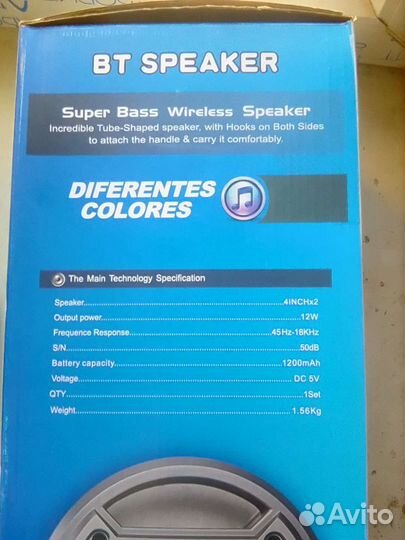 BT SPEAKER
Super Bass Wireless Speaker
Incredible Tube-Shaped speaker, with Hooks on Both Sides
to attach the handle & carry it comfortably.
DIFERENTES
COLORES
The Main Technology Specification
Speaker....................4INCHx2
Output power....................12W
Frequence Response....................45Hz-18KHz
S/N....................50dB
Battery capacity....................1200mAh
Voltage....................DC 5V
QTY....................1Set
Weight....................1.56Kg
Avito